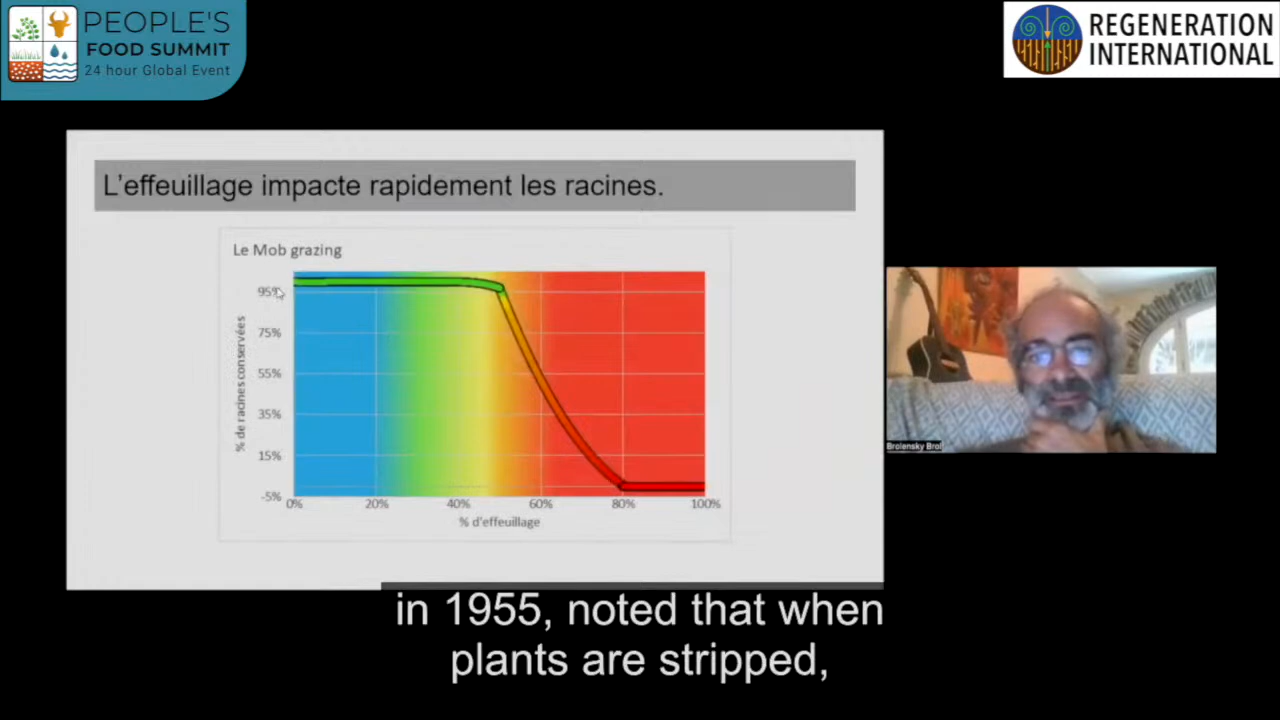 PEOPLE'S
FOOD SUMMIT
24 hour Global Event
REGENERATION
INTERNATIONAL
L'effeuillage impacte rapidement les racines.
Le Mob grazing
% de racines conservées
95%
75%
55%
35%
15%
-5%
0% 20% 40% 60% 80% 100%
% d'effeuillage
Brolensky Brol
in 1955, noted that when
plants are stripped,